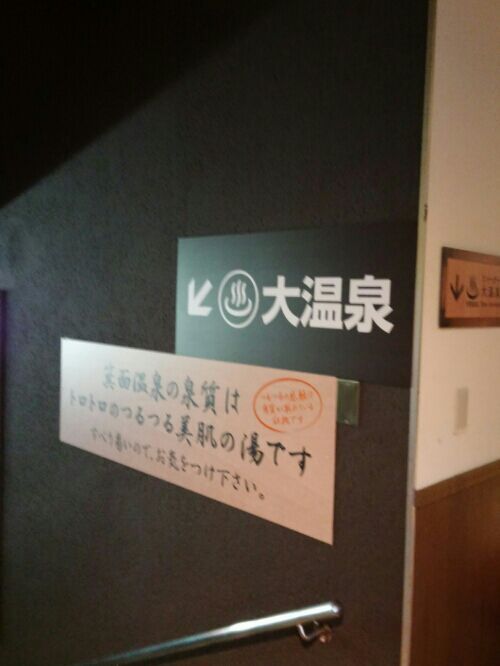 大温泉
箕面温泉の泉質は
トロトロのつるつる美肌の湯です
すべり易いので、お気をつけ下さい。